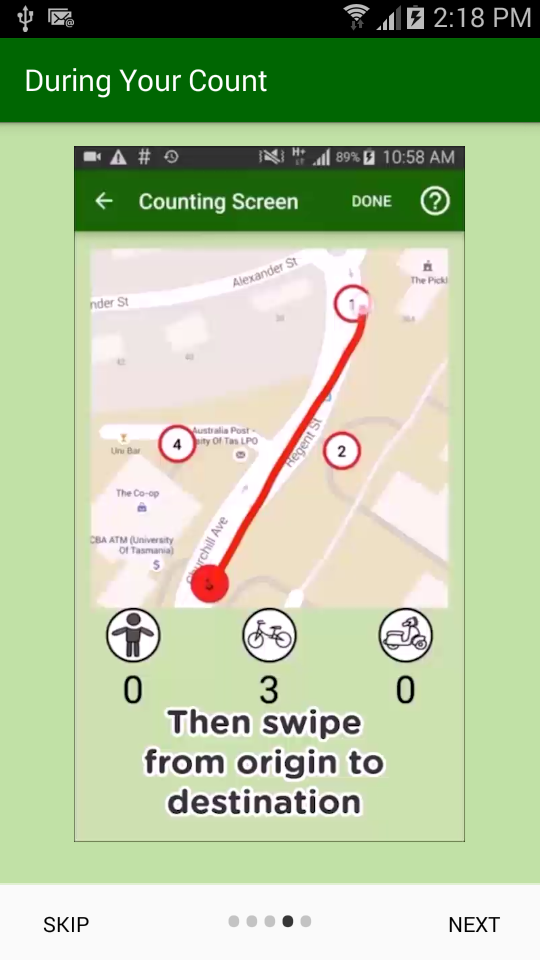 2:18 PM
During Your Count
89% 10:58 AM
Counting Screen DONE ?
Alexander St
nder St
The Pickl
1
Australia Post -
sity Of Tas LPO
4
Uni Bar
2
Regent St
The Co-op
CBA ATM (University
Of Tasmania)
Churchill Ave
0 3 0
Then swipe
from origin to
destination
SKIP NEXT